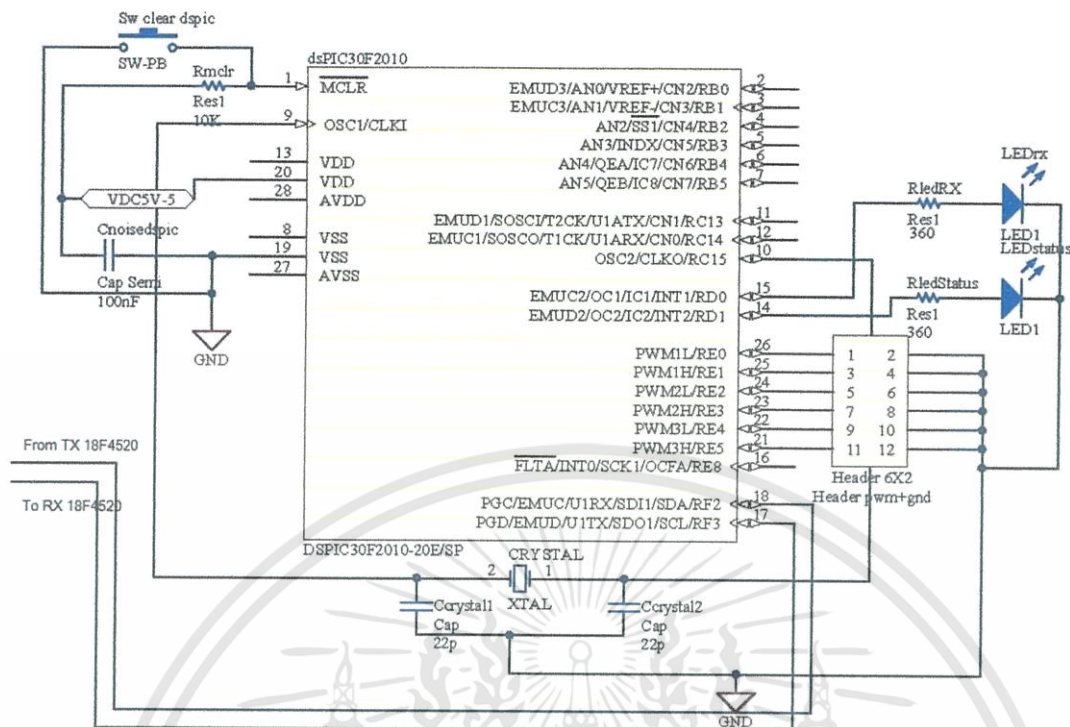 Sw clear dspic
SW-PB
Rmclr
Res1
10K
dsPIC30F2010
1 MCLR
9 OSC1/CLKI
13 VDD
20 VDD
28 AVDD
8 VSS
19 VSS
27 AVSS
VDC5V-5
Cnoisedspic
Cap Semi
100nF
GND
EMUD3/AN0/VREF+/CN2/RB0 2
EMUC3/AN1/VREF-/CN3/RB1 3
AN2/SS1/CN4/RB2 4
AN3/INDX/CN5/RB3 5
AN4/QEA/IC7/CN6/RB4 6
AN5/QEB/IC8/CN7/RB5 7
EMUD1/SOSCI/T2CK/U1ATX/CN1/RC13 11
EMUC1/SOSCO/T1CK/U1ARX/CN0/RC14 12
OSC2/CLKO/RC15 10
EMUC2/OC1/IC1/INT1/RD0 15
EMUD2/OC2/IC2/INT2/RD1 14
PWM1L/RE0 26
PWM1H/RE1 25
PWM2L/RE2 24
PWM2H/RE3 23
PWM3L/RE4 22
PWM3H/RE5 21
FLTA/INT0/SCK1/OCFA/RE8 16
PGC/EMUC/U1RX/SDI1/SDA/RF2 18
PGD/EMUD/U1TX/SDO1/SCL/RF3 17
DSPIC30F2010-20E/SP
LEDrx
RledRX
Res1
360
LED1
LEDstatus
RledStatus
Res1
360
LED1
1 2
3 4
5 6
7 8
9 10
11 12
Header 6X2
Header pwm+gnd
From TX 18F4520
To RX 18F4520
CRYSTAL
2 1
XTAL
Ccrystal1
Cap
22p
Ccrystal2
Cap
22p
GND